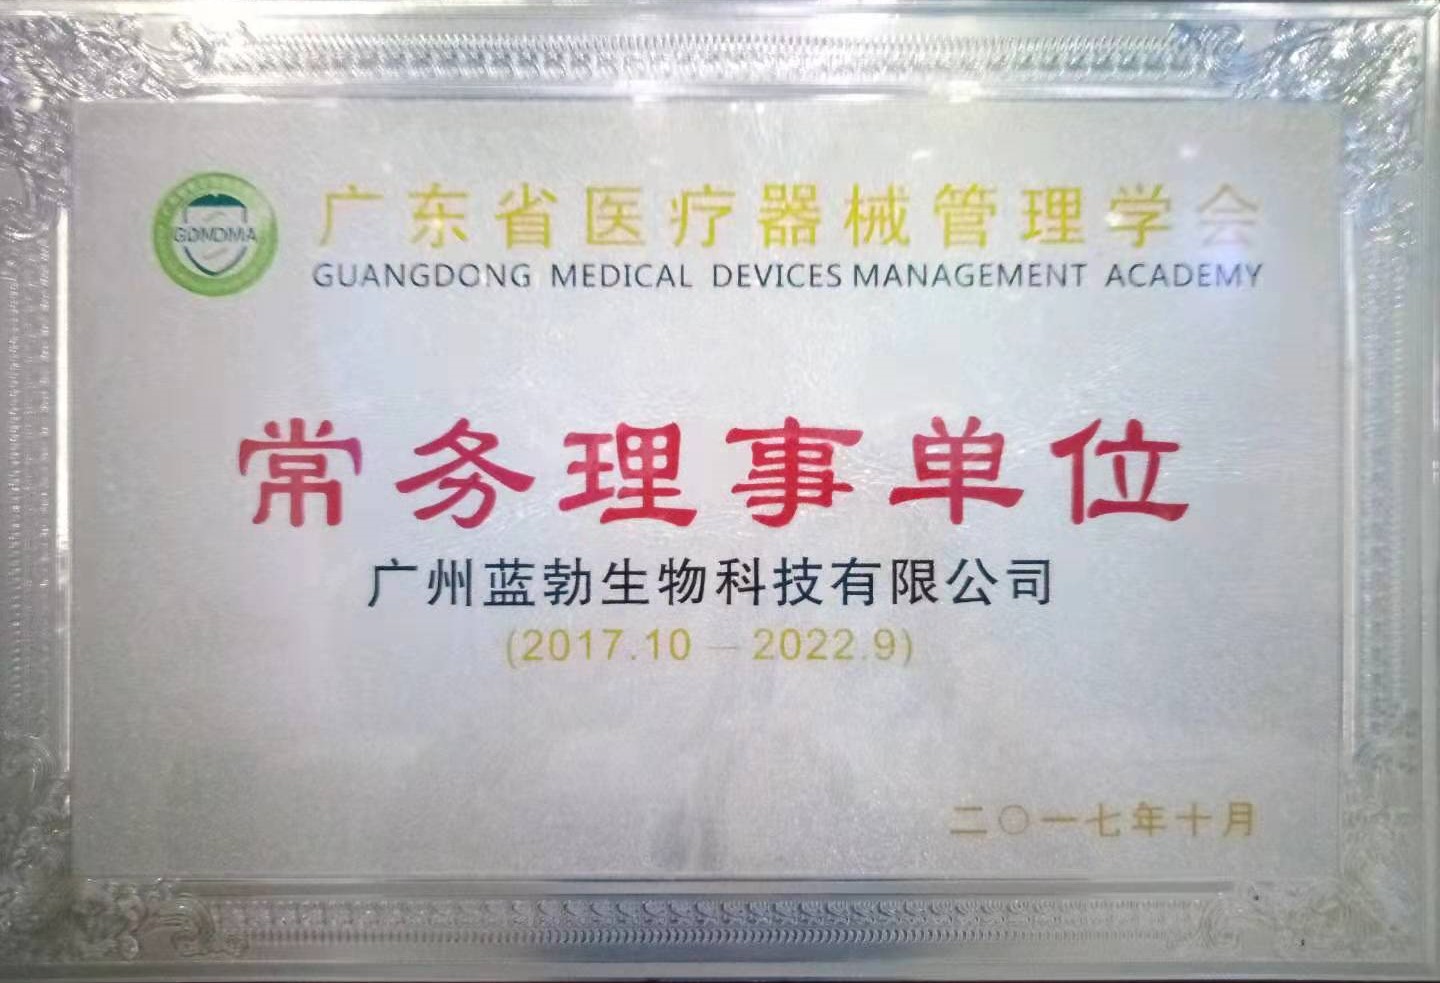 GDMDMA
广东省医疗器械管理学会
GUANGDONG MEDICAL DEVICES MANAGEMENT ACADEMY
常务理事单位
广州蓝勃生物科技有限公司
(2017.10 — 2022.9)
二〇一七年十月